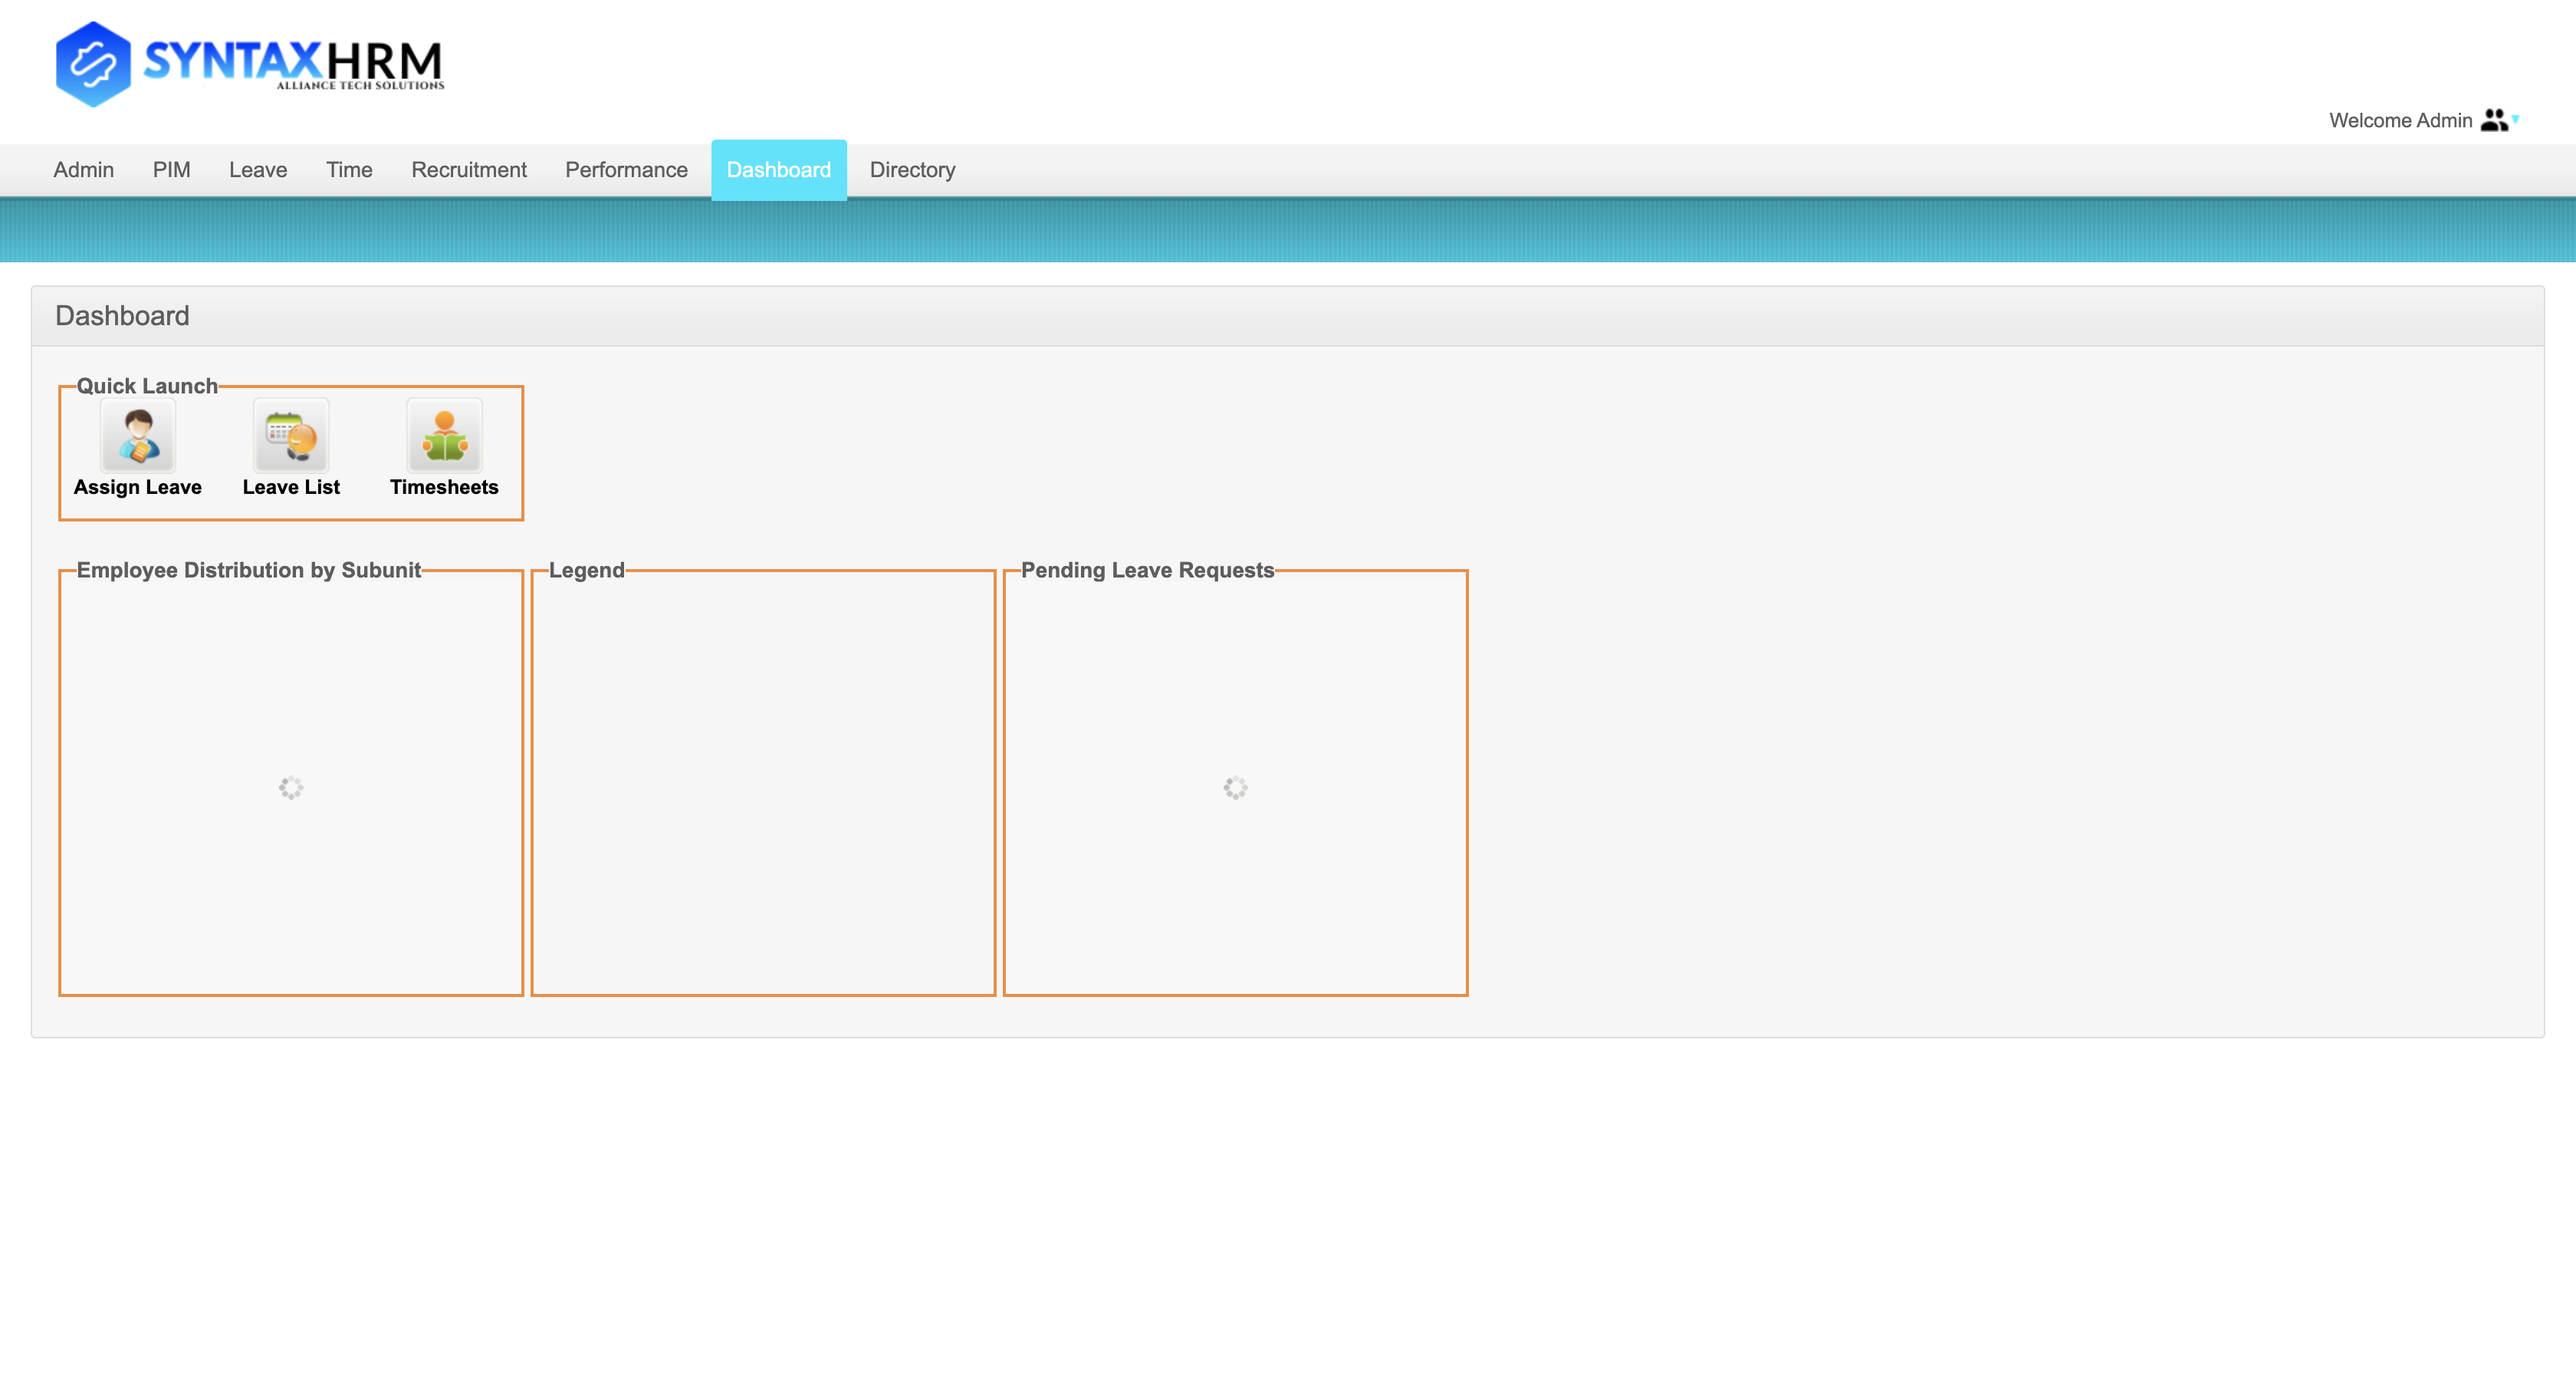 SYNTAXHRM
ALLIANCE TECH SOLUTIONS
Welcome Admin
Admin PIM Leave Time Recruitment Performance Dashboard Directory
Dashboard
Quick Launch
Assign Leave Leave List Timesheets
Employee Distribution by Subunit Legend Pending Leave Requests